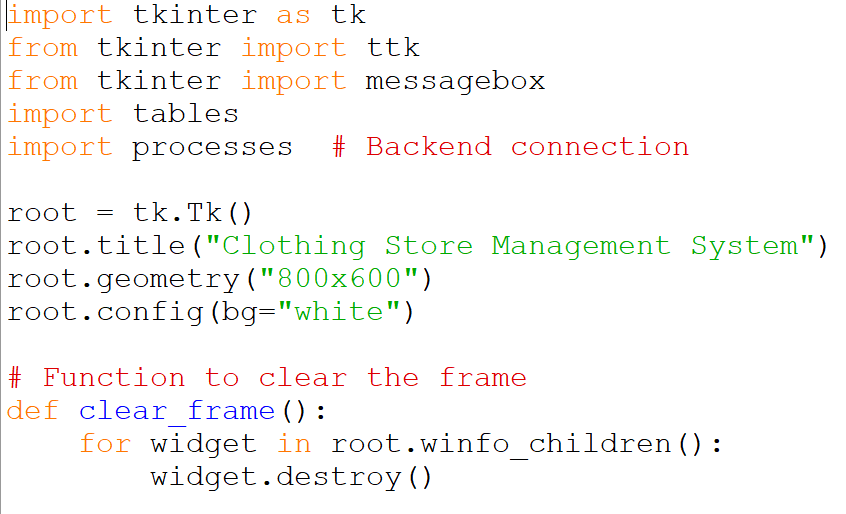 import tkinter as tk
from tkinter import ttk
from tkinter import messagebox
import tables
import processes  # Backend connection

root = tk.Tk()
root.title("Clothing Store Management System")
root.geometry("800x600")
root.config(bg="white")

# Function to clear the frame
def clear_frame():
    for widget in root.winfo_children():
        widget.destroy()